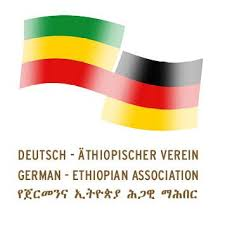 DEUTSCH - ÄTHIOPISCHER VEREIN
GERMAN - ETHIOPIAN ASSOCIATION
የጀርመንና ኢትዮጵያ ሕጋዊ ማሕበር